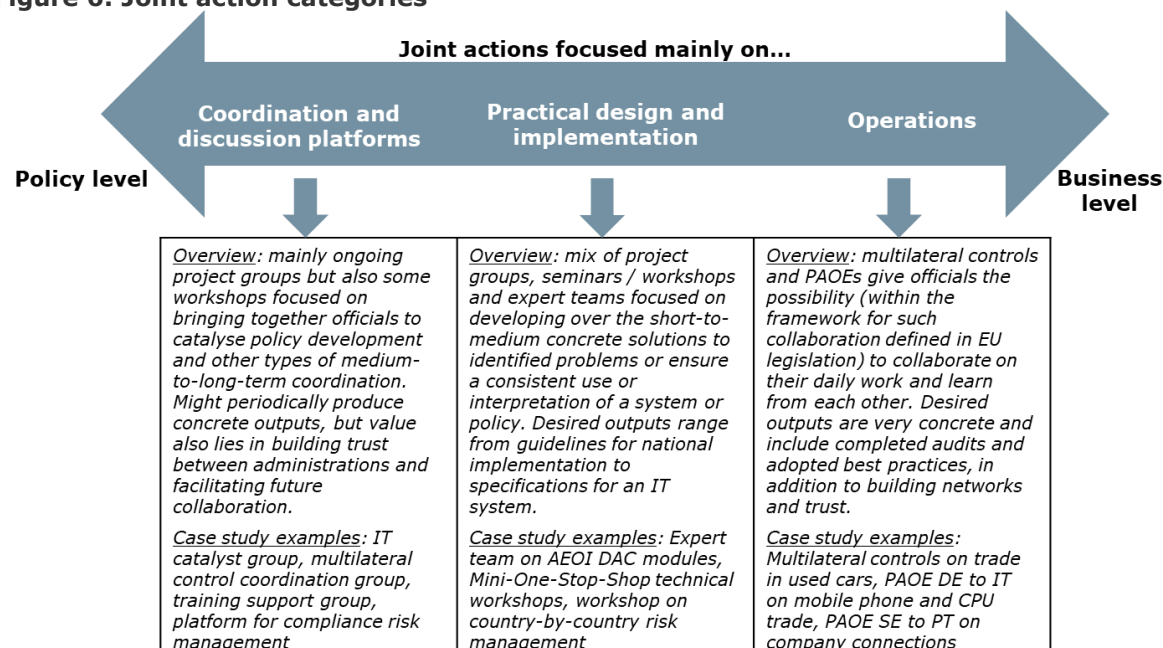 Figure 6: Joint action categories
Joint actions focused mainly on...
Coordination and
discussion platforms
Practical design and
implementation
Operations
Policy level
Business
level
Overview: mainly ongoing
project groups but also some
workshops focused on
bringing together officials to
catalyse policy development
and other types of medium-
to-long-term coordination.
Might periodically produce
concrete outputs, but value
also lies in building trust
between administrations and
facilitating future
collaboration.
Case study examples: IT
catalyst group, multilateral
control coordination group,
training support group,
platform for compliance risk
management
Overview: mix of project
groups, seminars / workshops
and expert teams focused on
developing over the short-to-
medium concrete solutions to
identified problems or ensure
a consistent use or
interpretation of a system or
policy. Desired outputs range
from guidelines for national
implementation to
specifications for an IT
system.
Case study examples: Expert
team on AEOI DAC modules,
Mini-One-Stop-Shop technical
workshops, workshop on
country-by-country risk
management
Overview: multilateral controls
and PAOEs give officials the
possibility (within the
framework for such
collaboration defined in EU
legislation) to collaborate on
their daily work and learn
from each other. Desired
outputs are very concrete and
include completed audits and
adopted best practices, in
addition to building networks
and trust.
Case study examples:
Multilateral controls on trade
in used cars, PAOE DE to IT
on mobile phone and CPU
trade, PAOE SE to PT on
company connections